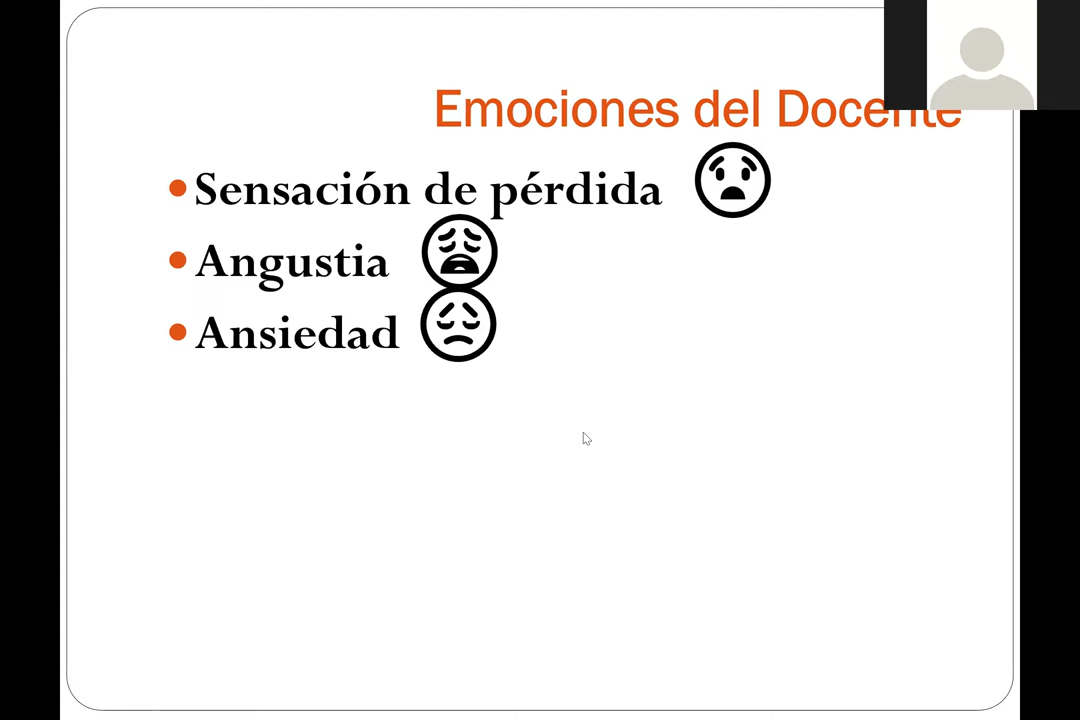 Emociones del Docente
Sensación de pérdida
Angustia
Ansiedad